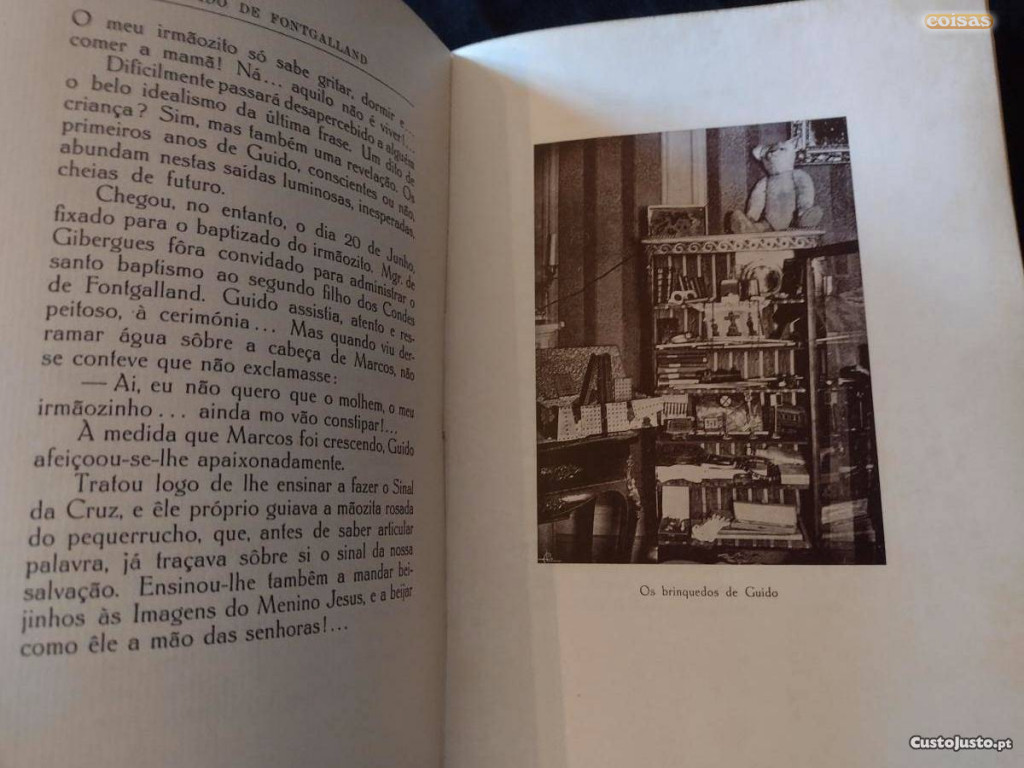 DO DE FONTGALLAND
O meu irmãozito só sabe gritar, dormir e...
comer a mamã! Ná... aquilo não é viver!...
Dificilmente passará desapercebido a alguém
o belo idealismo da última frase. Um dito de
criança? Sim, mas também uma revelação. Os
primeiros anos de Guido, conscientes ou não,
abundam nestas saídas luminosas, inesperadas,
cheias de futuro.
Chegou, no entanto, o dia 20 de Junho,
fixado para o baptizado do irmãozito. Mgr. de
Gibergues fôra convidado para administrar o
santo baptismo ao segundo filho dos Condes
de Fontgalland. Guido assistia, atento e res-
peitoso, à cerimónia... Mas quando viu der-
ramar água sôbre a cabeça de Marcos, não
se conteve que não exclamasse:
— Ai, eu não quero que o molhem, o meu
irmãozinho... ainda mo vão constipar!...
À medida que Marcos foi crescendo, Guido
afeiçoou-se-lhe apaixonadamente.
Tratou logo de lhe ensinar a fazer o Sinal
da Cruz, e êle próprio guiava a mãozita rosada
do pequerrucho, que, antes de saber articular
palavra, já traçava sôbre si o sinal da nossa
salvação. Ensinou-lhe também a mandar bei-
jinhos às Imagens do Menino Jesus, e a beijar
como êle a mão das senhoras!...
Os brinquedos de Guido
coisas
CustoJusto.pt